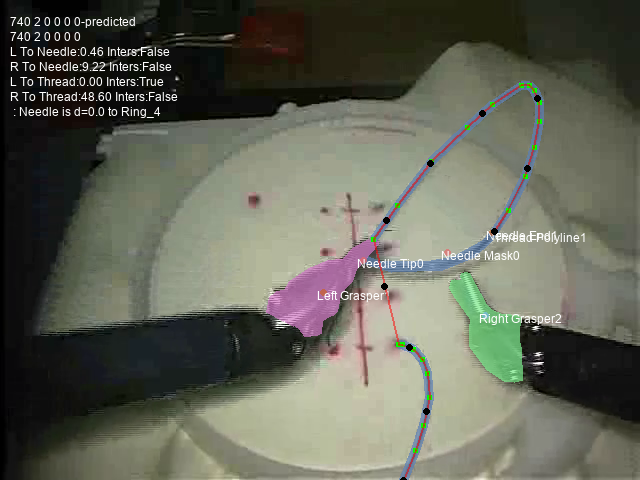 740 2 0 0 0 0-predicted
740 2 0 0 0 0
L To Needle:0.46 Inters:False
R To Needle:9.22 Inters:False
L To Thread:0.00 Inters:True
R To Thread:48.60 Inters:False
: Needle is d=0.0 to Ring_4
Needle End
Thread Polyline1
Needle Mask0
Needle Tip0
Left Grasper
Right Grasper2